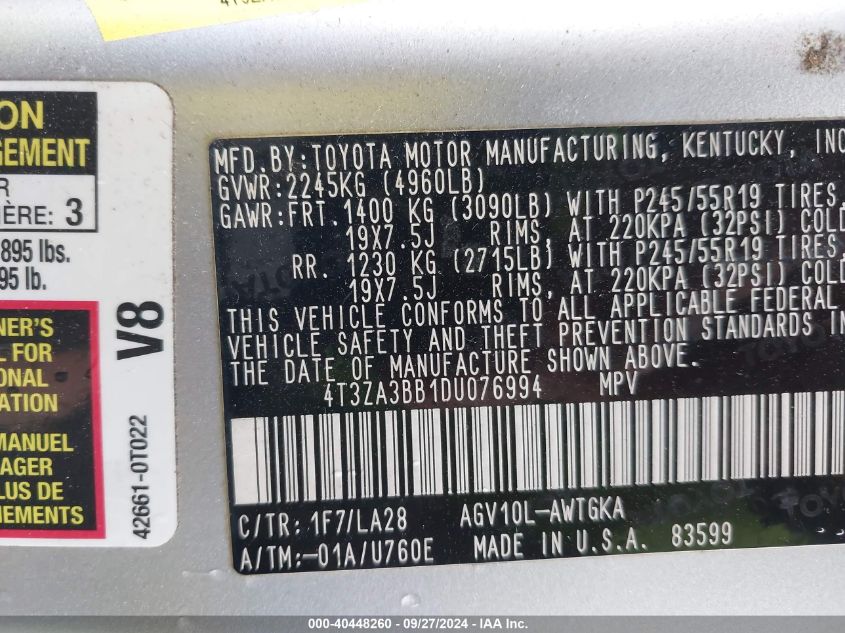 ION
GEMENT
R
IÈRE: 3
895 lbs.
95 lb.
NER'S
L FOR
ONAL
ATION
MANUEL
AGER
LUS DE
NEMENTS
V8
42661-0T022
MFD.BY:TOYOTA MOTOR MANUFACTURING, KENTUCKY, INC
GVWR:2245KG (4960LB)
GAWR:FRT.1400 KG (3090LB) WITH P245/55R19 TIRES,
19X7.5J RIMS, AT 220KPA (32PSI) COLD
RR. 1230 KG (2715LB) WITH P245/55R19 TIRES,
19X7.5J RIMS, AT 220KPA (32PSI) COLD
THIS VEHICLE CONFORMS TO ALL APPLICABLE FEDERAL
VEHICLE SAFETY AND THEFT PREVENTION STANDARDS IN
THE DATE OF MANUFACTURE SHOWN ABOVE.
4T3ZA3BB1DU076994 MPV
C/TR: 1F7/LA28 AGV10L-AWTGKA
A/TM:-01A/U760E MADE IN U.S.A. 83599
000-40448260 - 09/27/2024 - IAA Inc.